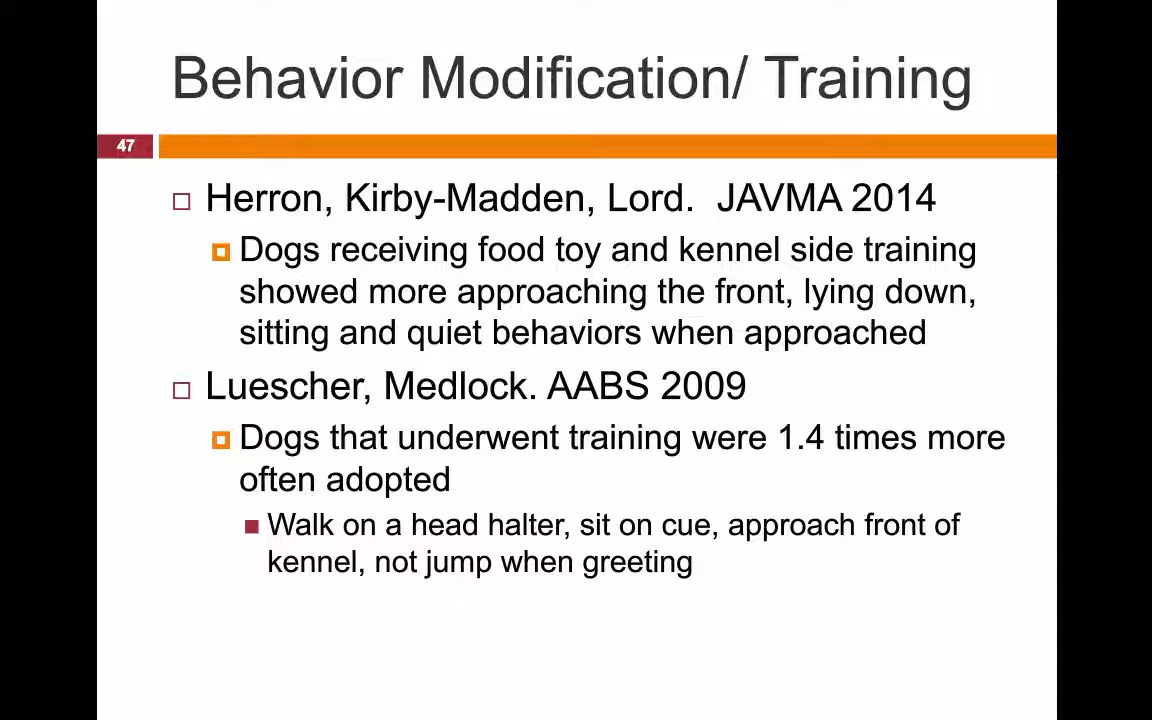 Behavior Modification/ Training
47
Herron, Kirby-Madden, Lord.  JAVMA 2014
Dogs receiving food toy and kennel side training
showed more approaching the front, lying down,
sitting and quiet behaviors when approached
Luescher, Medlock. AABS 2009
Dogs that underwent training were 1.4 times more
often adopted
Walk on a head halter, sit on cue, approach front of
kennel, not jump when greeting